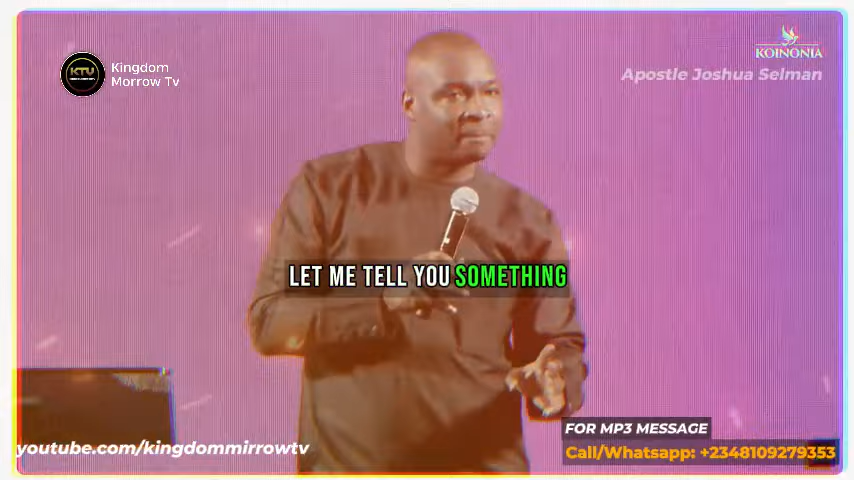 KTV
Kingdom
Morrow Tv
KOINONIA
Apostle Joshua Selman
LET ME TELL YOU SOMETHING
youtube.com/kingdommirrowtv
FOR MP3 MESSAGE
Call/Whatsapp: +2348109279353